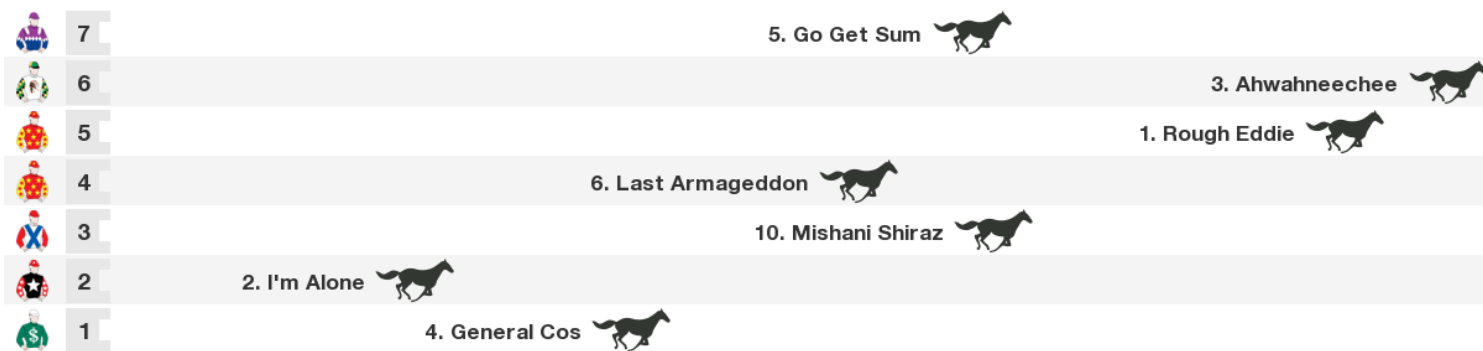 7 5. Go Get Sum
6 3. Ahwahneechee
5 1. Rough Eddie
4 6. Last Armageddon
3 10. Mishani Shiraz
2 2. I'm Alone
$ 1 4. General Cos